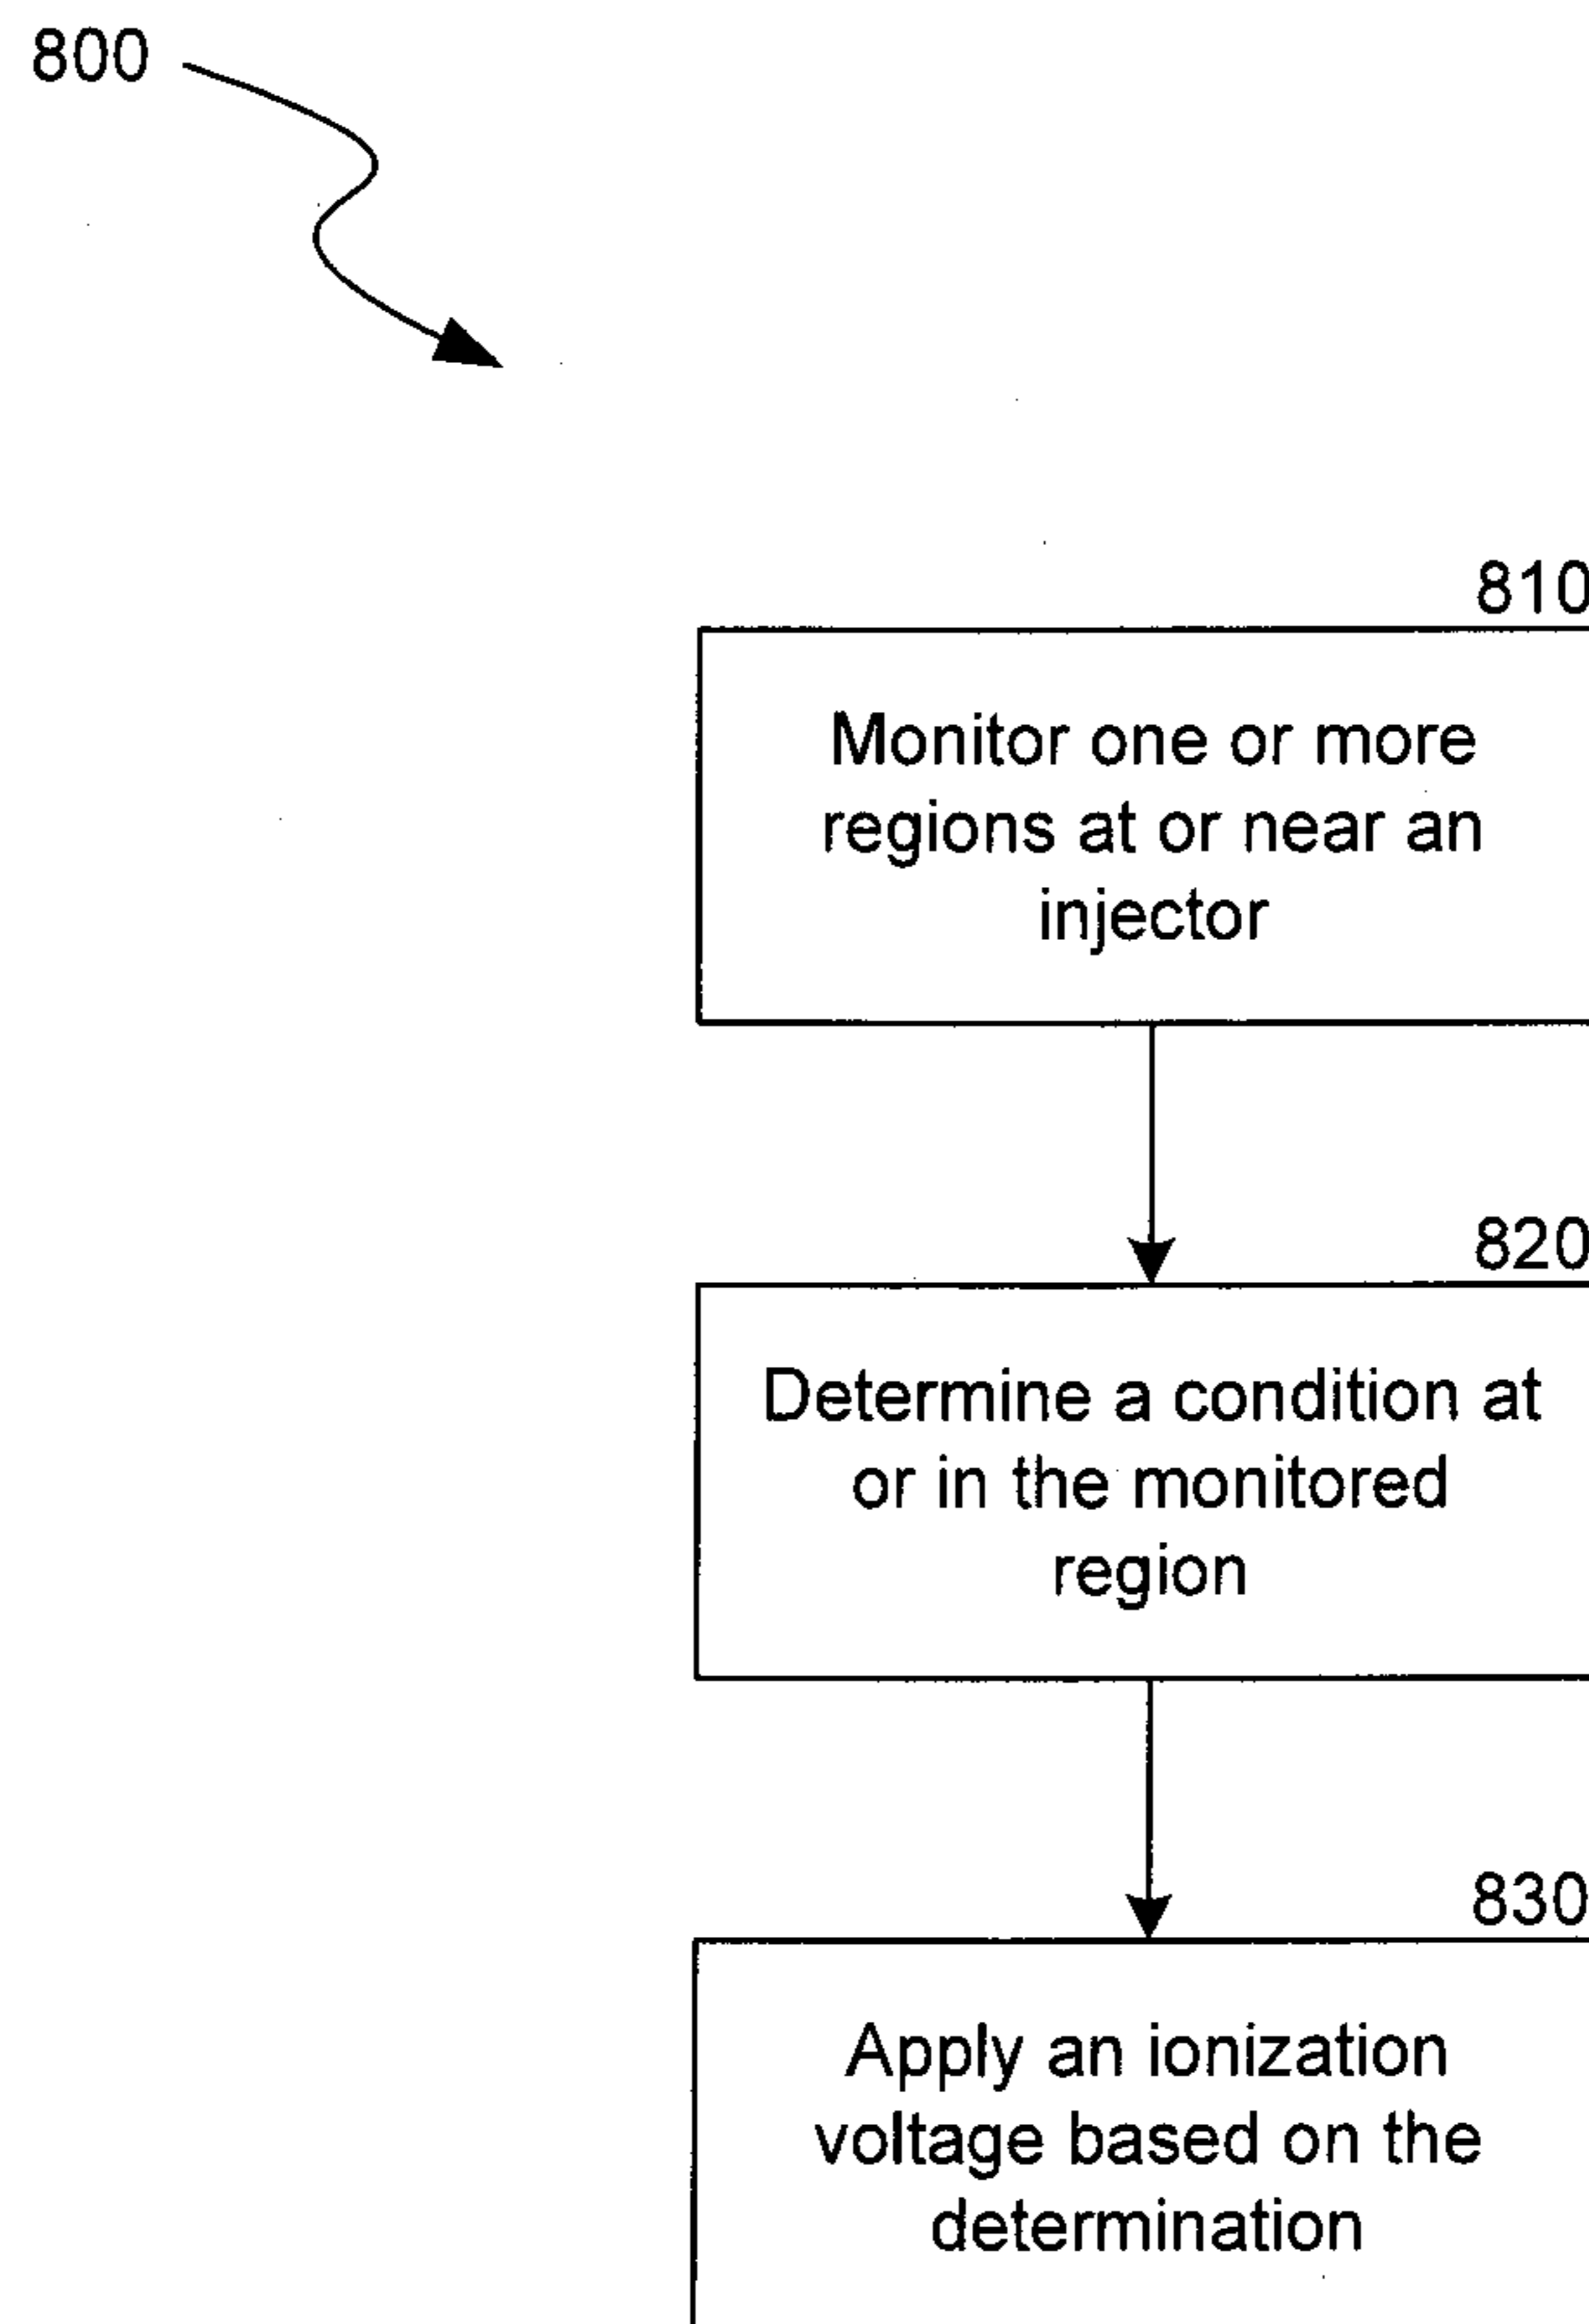 800
810
Monitor one or more
regions at or near an
injector
820
Determine a condition at
or in the monitored
region
830
Apply an ionization
voltage based on the
determination